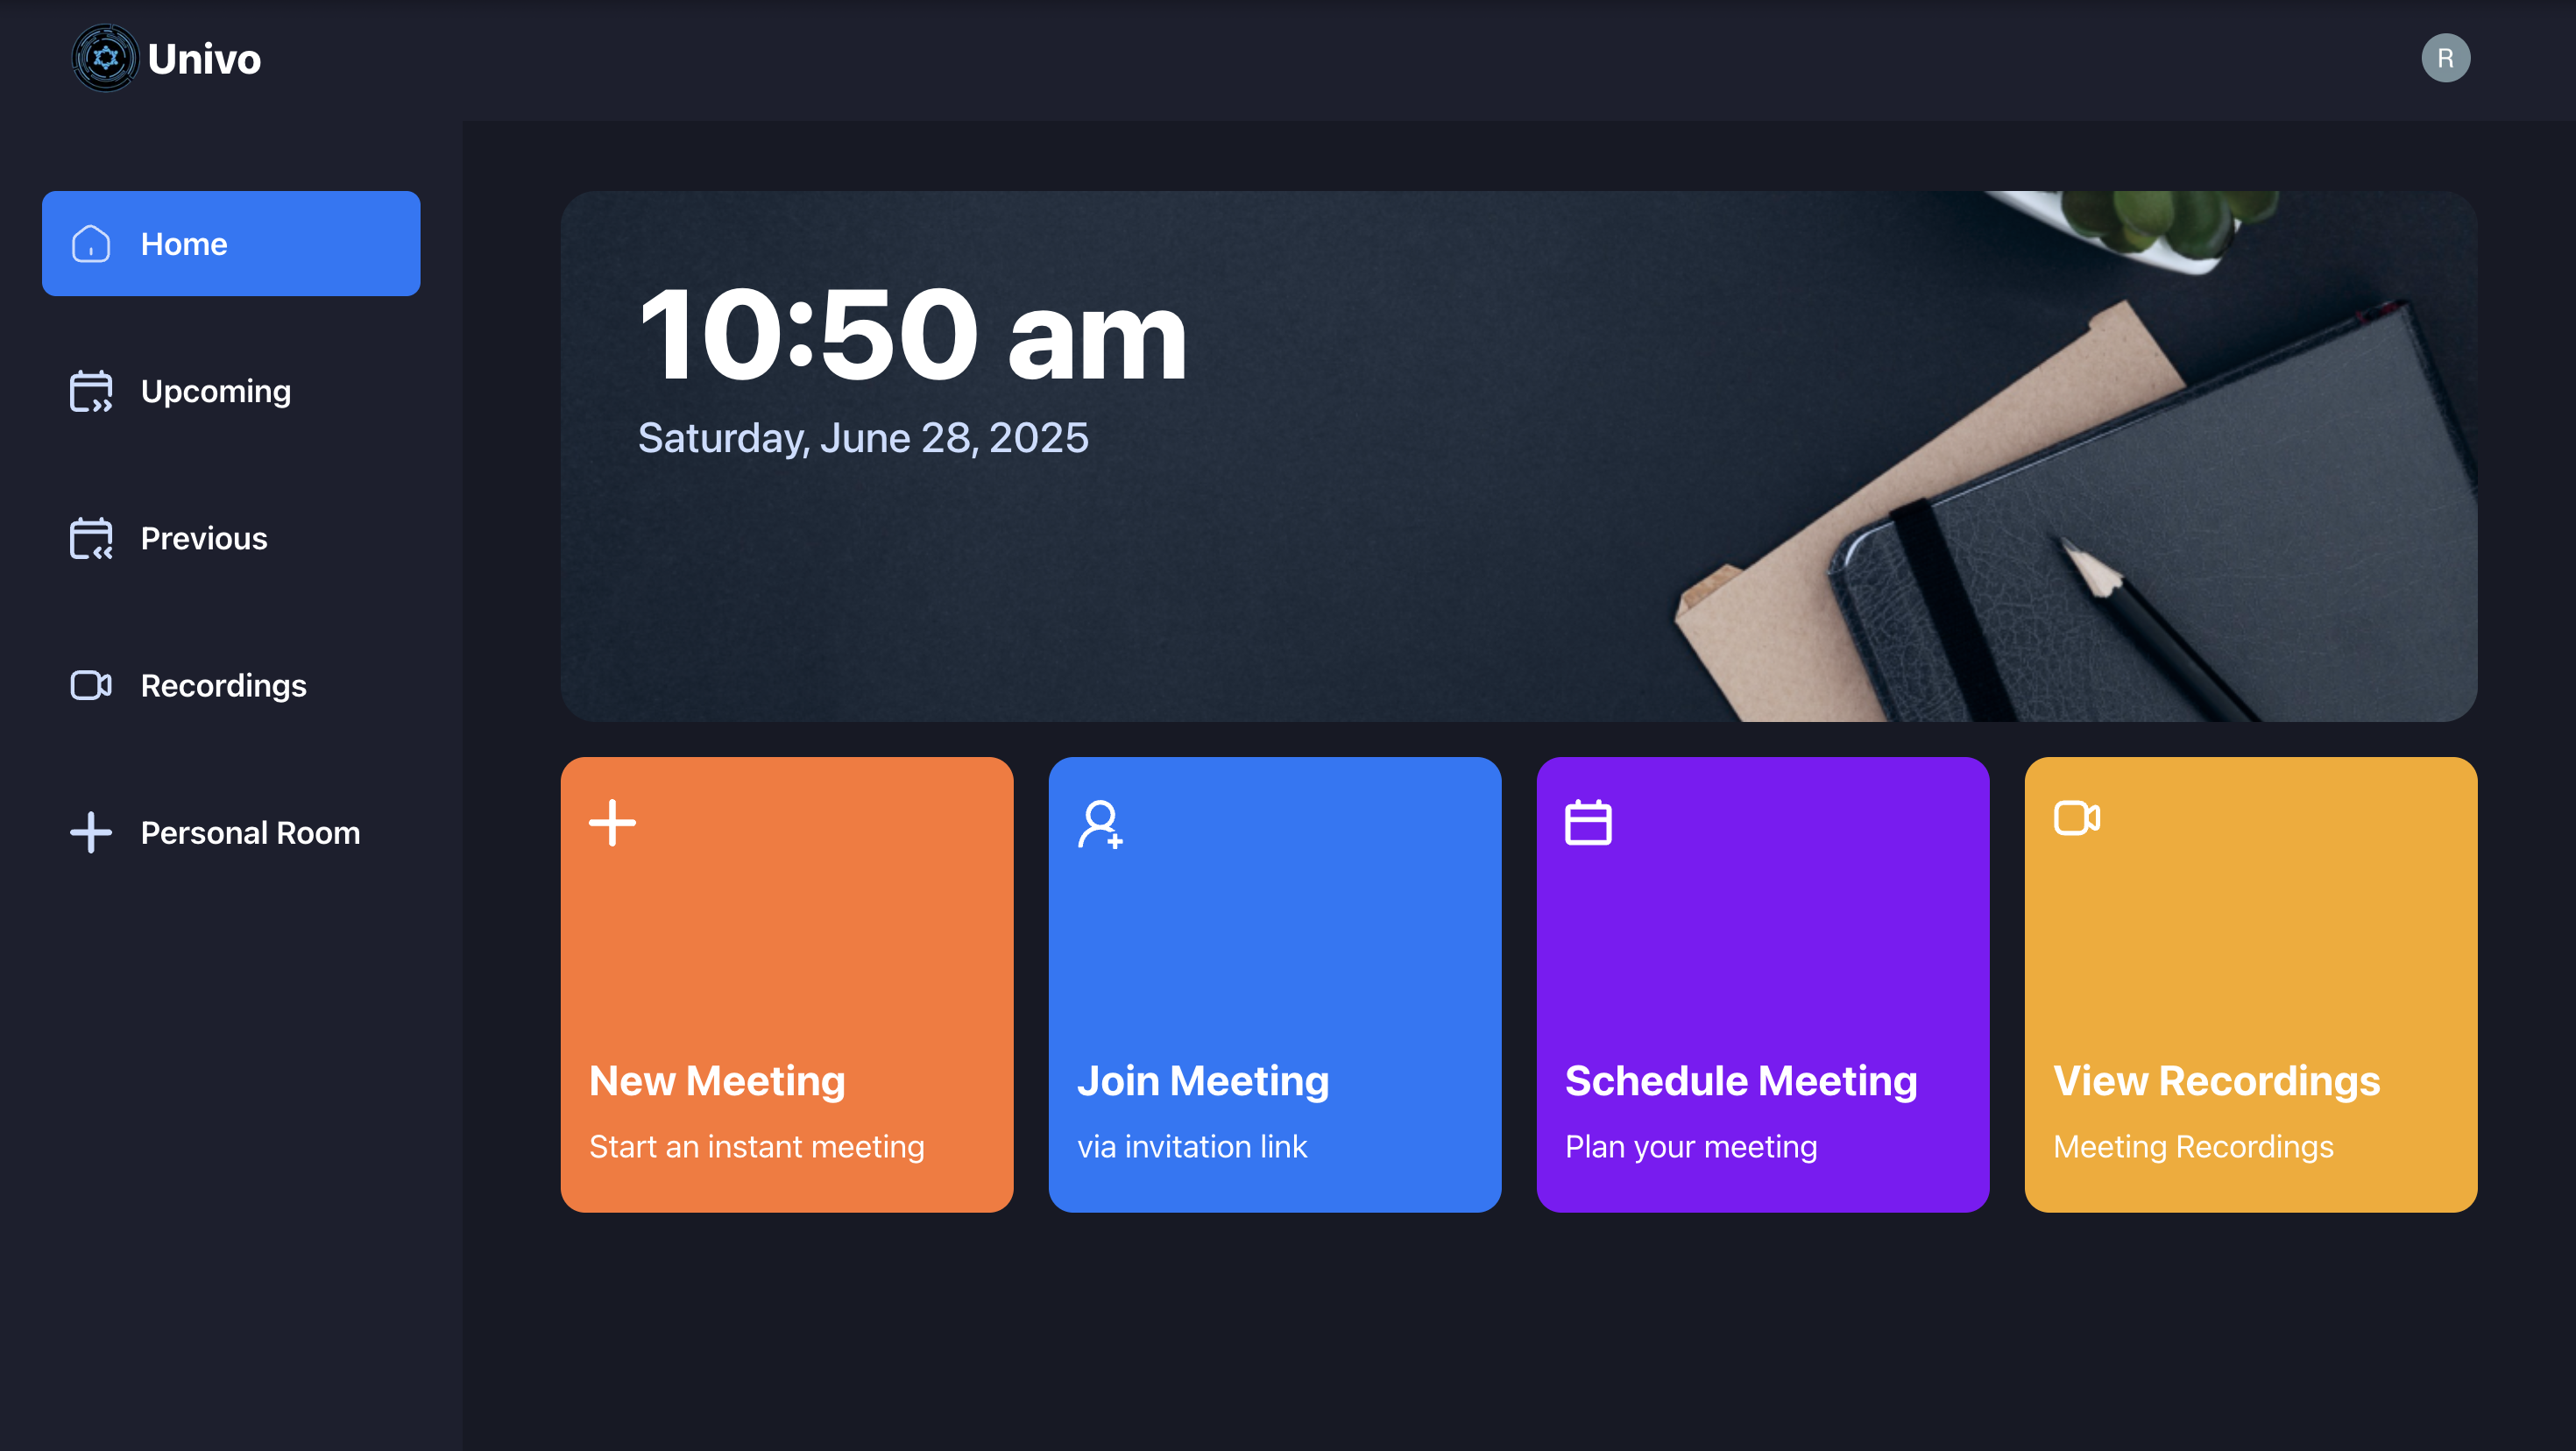 Univo
R
Home
Upcoming
Previous
Recordings
Personal Room
10:50 am
Saturday, June 28, 2025
New Meeting
Start an instant meeting
Join Meeting
via invitation link
Schedule Meeting
Plan your meeting
View Recordings
Meeting Recordings